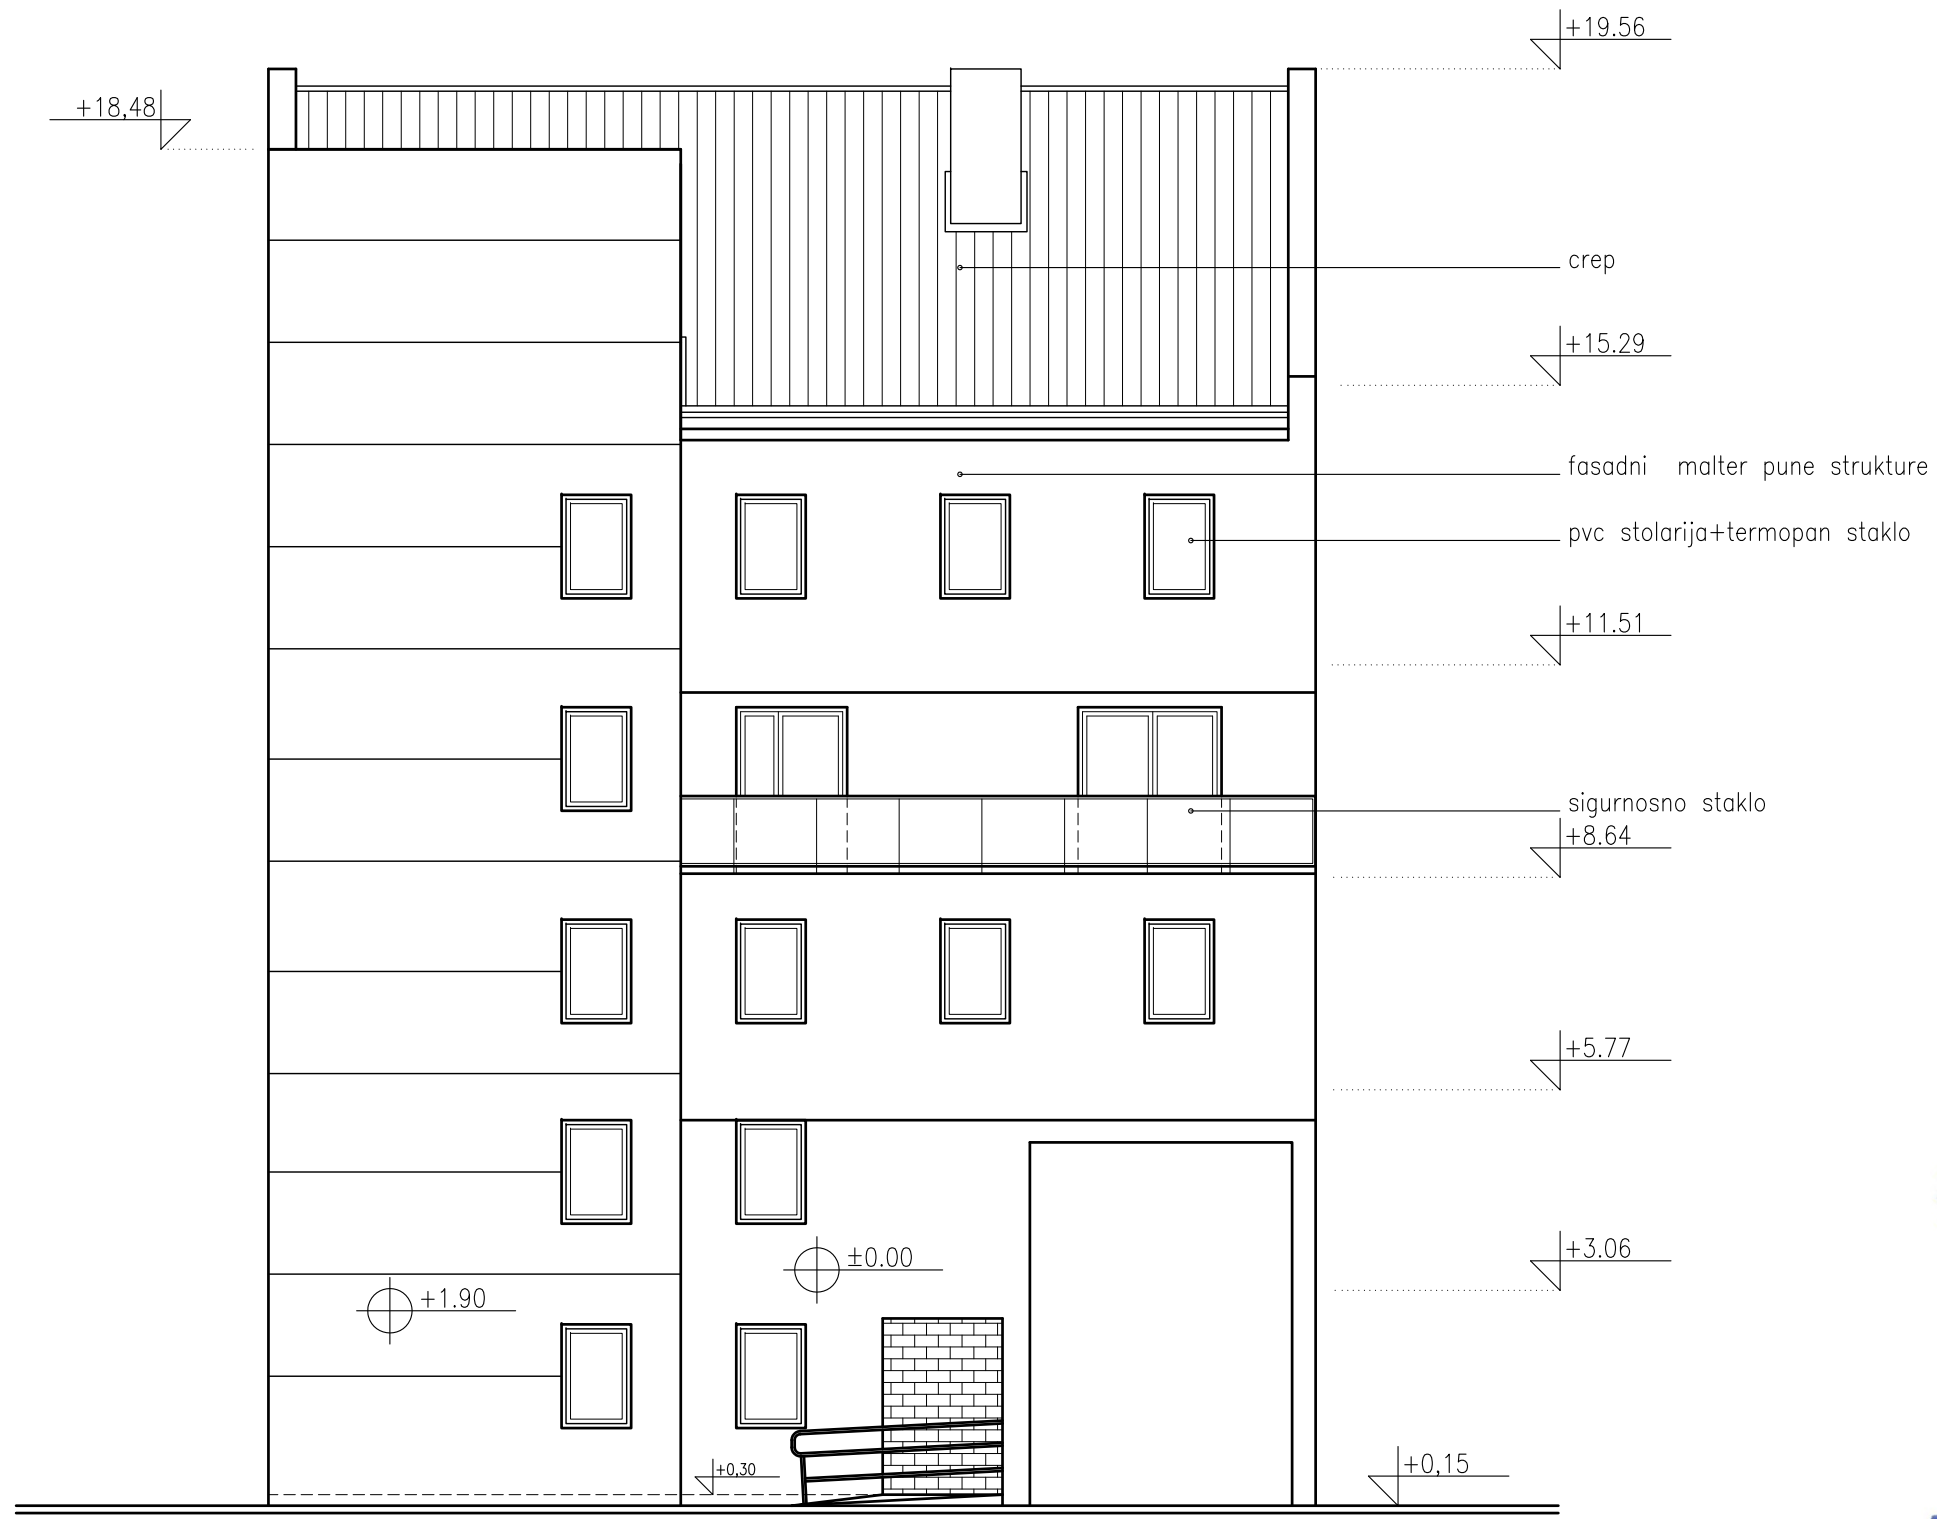 +19.56
+18,48
crep
+15.29
fasadni malter pune strukture
pvc stolarija+termopan staklo
+11.51
sigurnosno staklo
+8.64
+5.77
+3.06
±0.00
+1.90
+0,30
+0,15